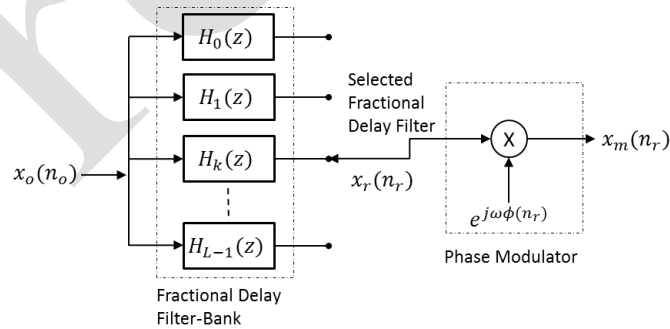 H_0(z)
H_1(z)
H_k(z)
H_{L-1}(z)
x_o(n_o)
Fractional Delay
Filter-Bank
Selected
Fractional
Delay Filter
x_r(n_r)
X
e^{jωϕ(n_r)}
x_m(n_r)
Phase Modulator